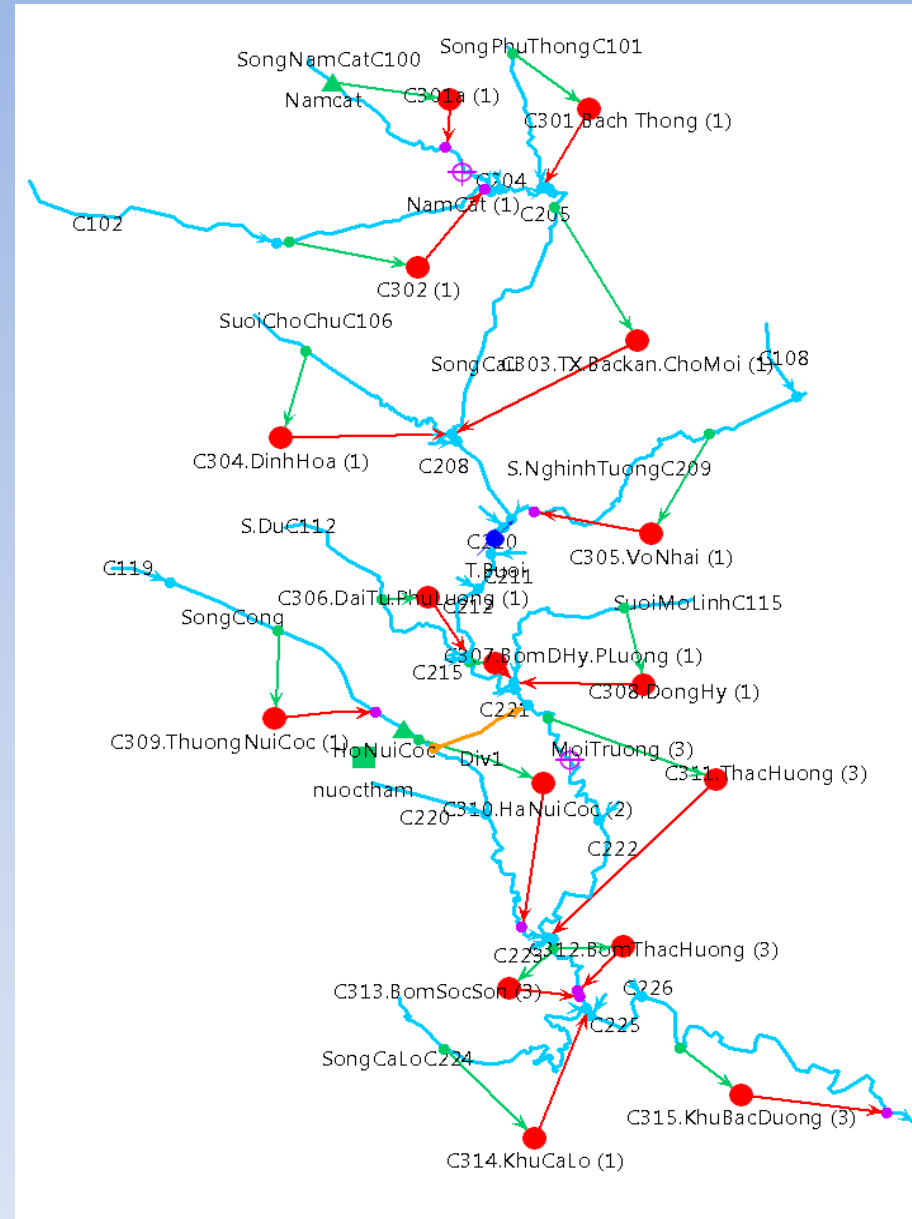 SongPhuThongC101
SongNamCatC100
C301a (1)
Namcat
C301.Bach Thong (1)
C204
NamCat (1)
C205
C102
C302 (1)
SuoiChoChuC106
SongCau
C303.TX.Backan.ChoMoi (1)
C108
C304.DinhHoa (1)
C208
S.NghinhTuongC209
S.DuC112
C210
C305.VoNhai (1)
C119
T.Buoi
C211
C306.DaiTu.PhuLuong (1)
SuoiMoLinhC115
C212
SongCong
C307.BomDHy.PLuong (1)
C215
C308.DongHy (1)
C221
C309.ThuongNuiCoc (1)
HoNuiCoc
MoiTruong (3)
Div1
C311.ThacHuong (3)
nuoctham
C310.HaNuiCoc (2)
C220
C222
C223
C312.BomThacHuong (3)
C313.BomSocSon (3)
C226
C225
SongCaLoC224
C315.KhuBacDuong (3)
C314.KhuCaLo (1)